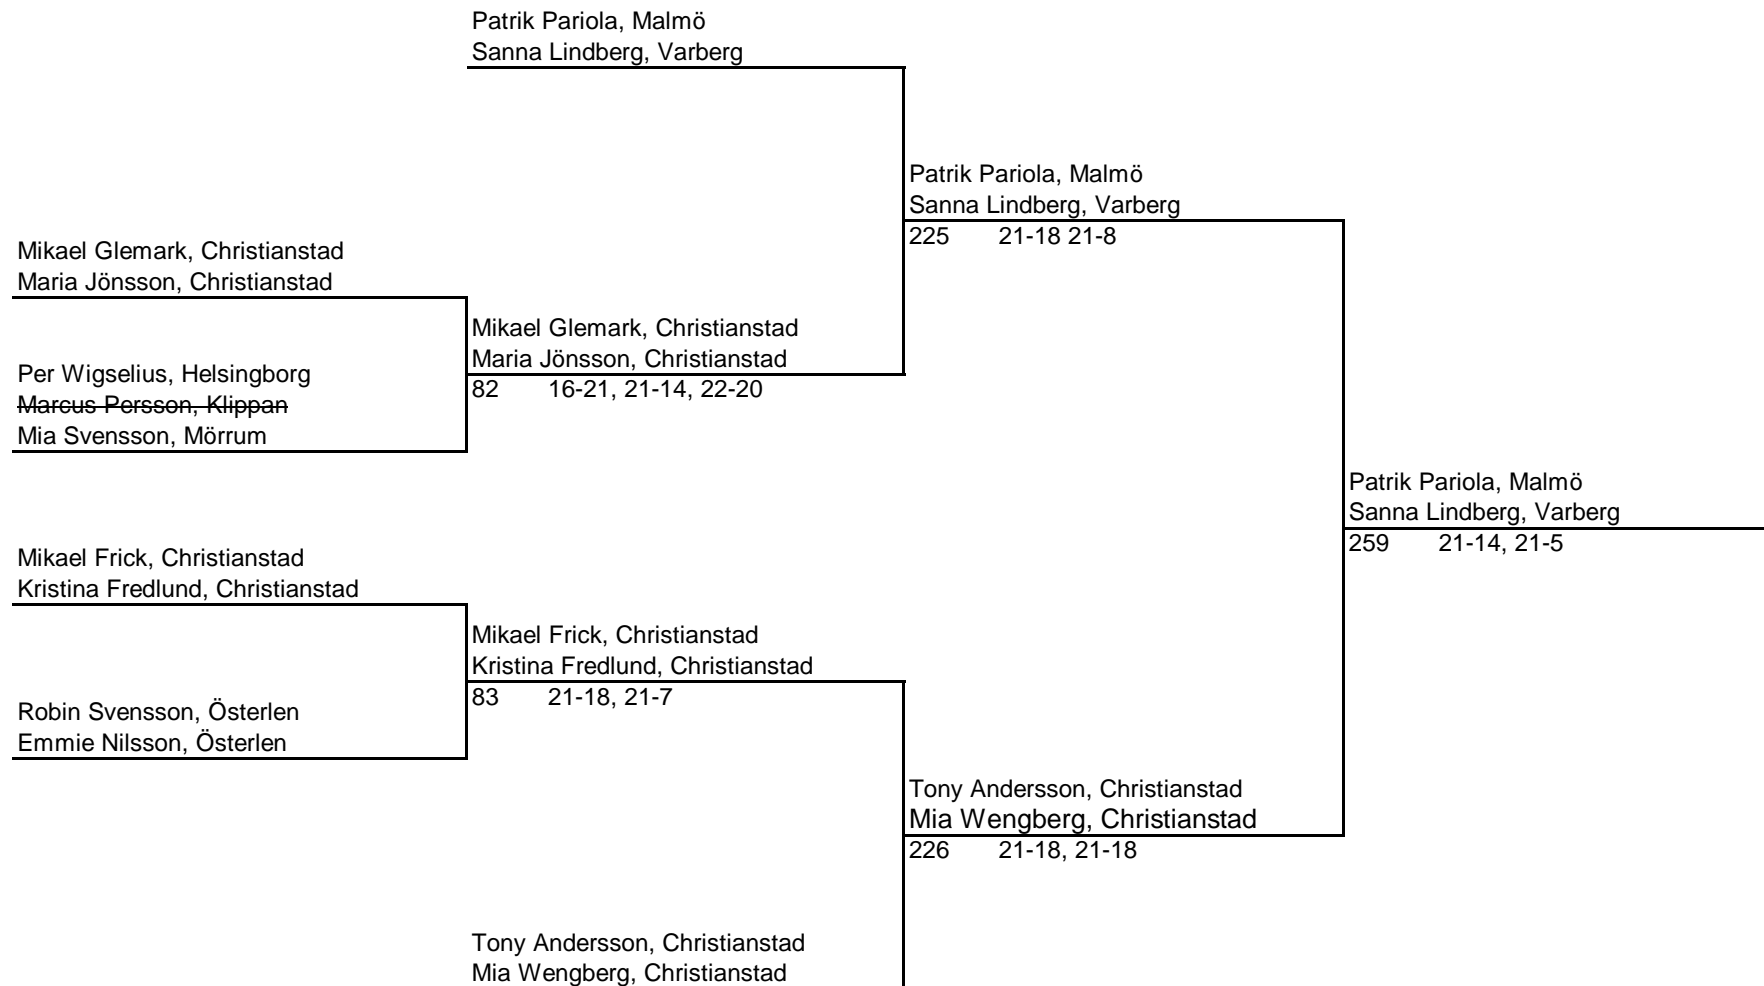 Patrik Pariola, Malmö
Sanna Lindberg, Varberg
Patrik Pariola, Malmö
Sanna Lindberg, Varberg
225 21-18 21-8
Mikael Glemark, Christianstad
Maria Jönsson, Christianstad
Mikael Glemark, Christianstad
Maria Jönsson, Christianstad
82 16-21, 21-14, 22-20
Per Wigselius, Helsingborg
Marcus Persson, Klippan
Mia Svensson, Mörrum
Patrik Pariola, Malmö
Sanna Lindberg, Varberg
259 21-14, 21-5
Mikael Frick, Christianstad
Kristina Fredlund, Christianstad
Mikael Frick, Christianstad
Kristina Fredlund, Christianstad
83 21-18, 21-7
Robin Svensson, Österlen
Emmie Nilsson, Österlen
Tony Andersson, Christianstad
Mia Wengberg, Christianstad
226 21-18, 21-18
Tony Andersson, Christianstad
Mia Wengberg, Christianstad